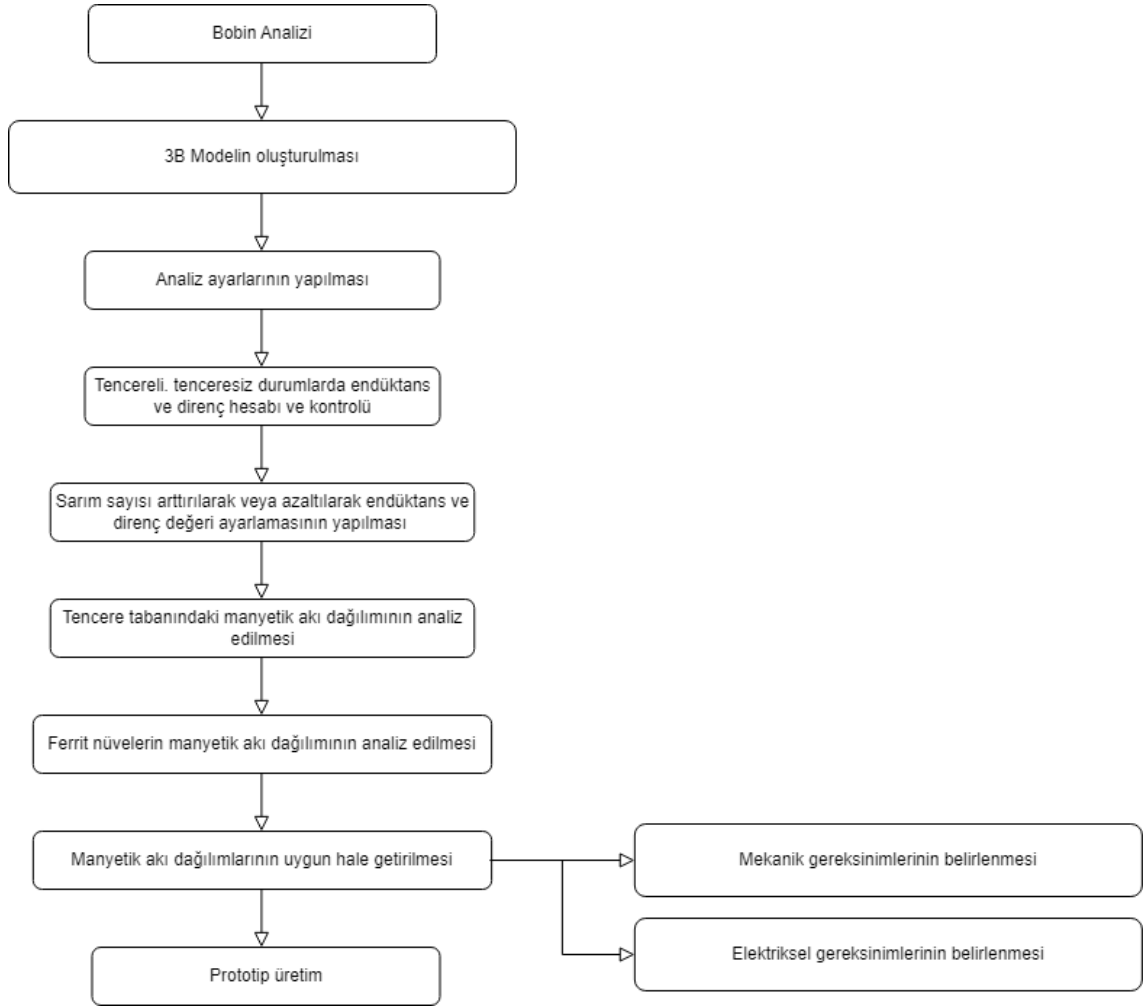 Bobin Analizi
3B Modelin oluşturulması
Analiz ayarlarının yapılması
Tencereli. tenceresiz durumlarda endüktans
ve direnç hesabı ve kontrolü
Sarım sayısı arttırılarak veya azaltılarak endüktans ve
direnç değeri ayarlamasının yapılması
Tencere tabanındaki manyetik akı dağılımının analiz
edilmesi
Ferrit nüvelerin manyetik akı dağılımının analiz edilmesi
Manyetik akı dağılımlarının uygun hale getirilmesi
Mekanik gereksinimlerinin belirlenmesi
Elektriksel gereksinimlerinin belirlenmesi
Prototip üretim